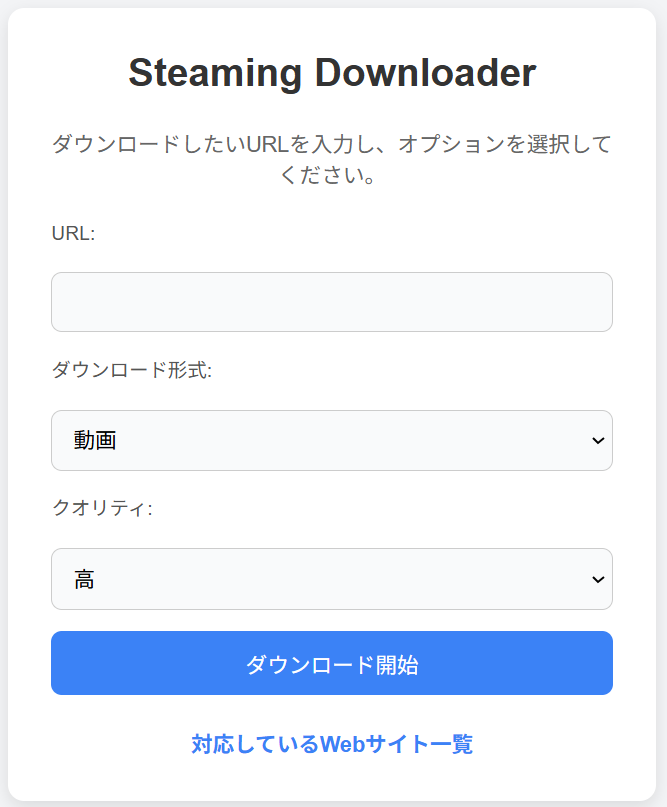 Steaming Downloader
ダウンロードしたいURLを入力し、オプションを選択して
ください。
URL:
ダウンロード形式:
動画
クオリティ:
高
ダウンロード開始
対応しているWebサイト一覧